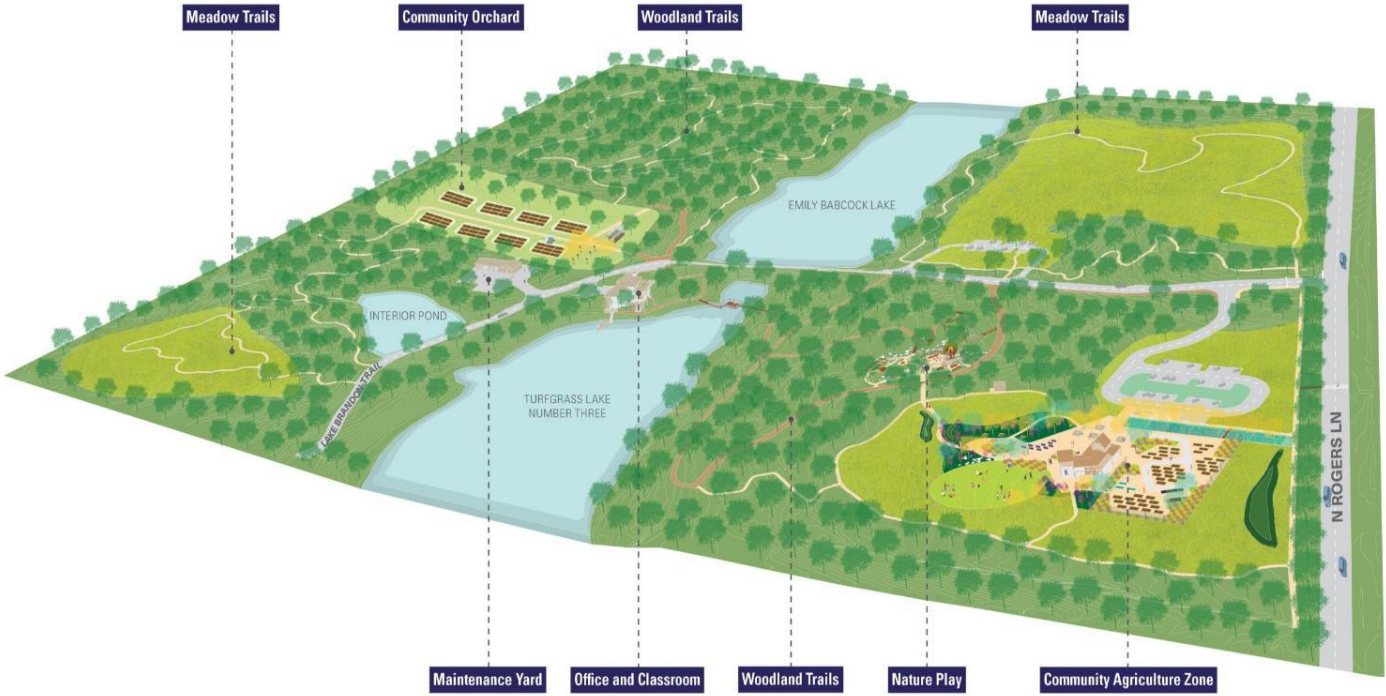 Meadow Trails
Community Orchard
Woodland Trails
Meadow Trails
EMILY BABCOCK LAKE
INTERIOR POND
LAKE BRANDON TRAIL
TURFGRASS LAKE
NUMBER THREE
N ROGERS LN
Maintenance Yard
Office and Classroom
Woodland Trails
Nature Play
Community Agriculture Zone